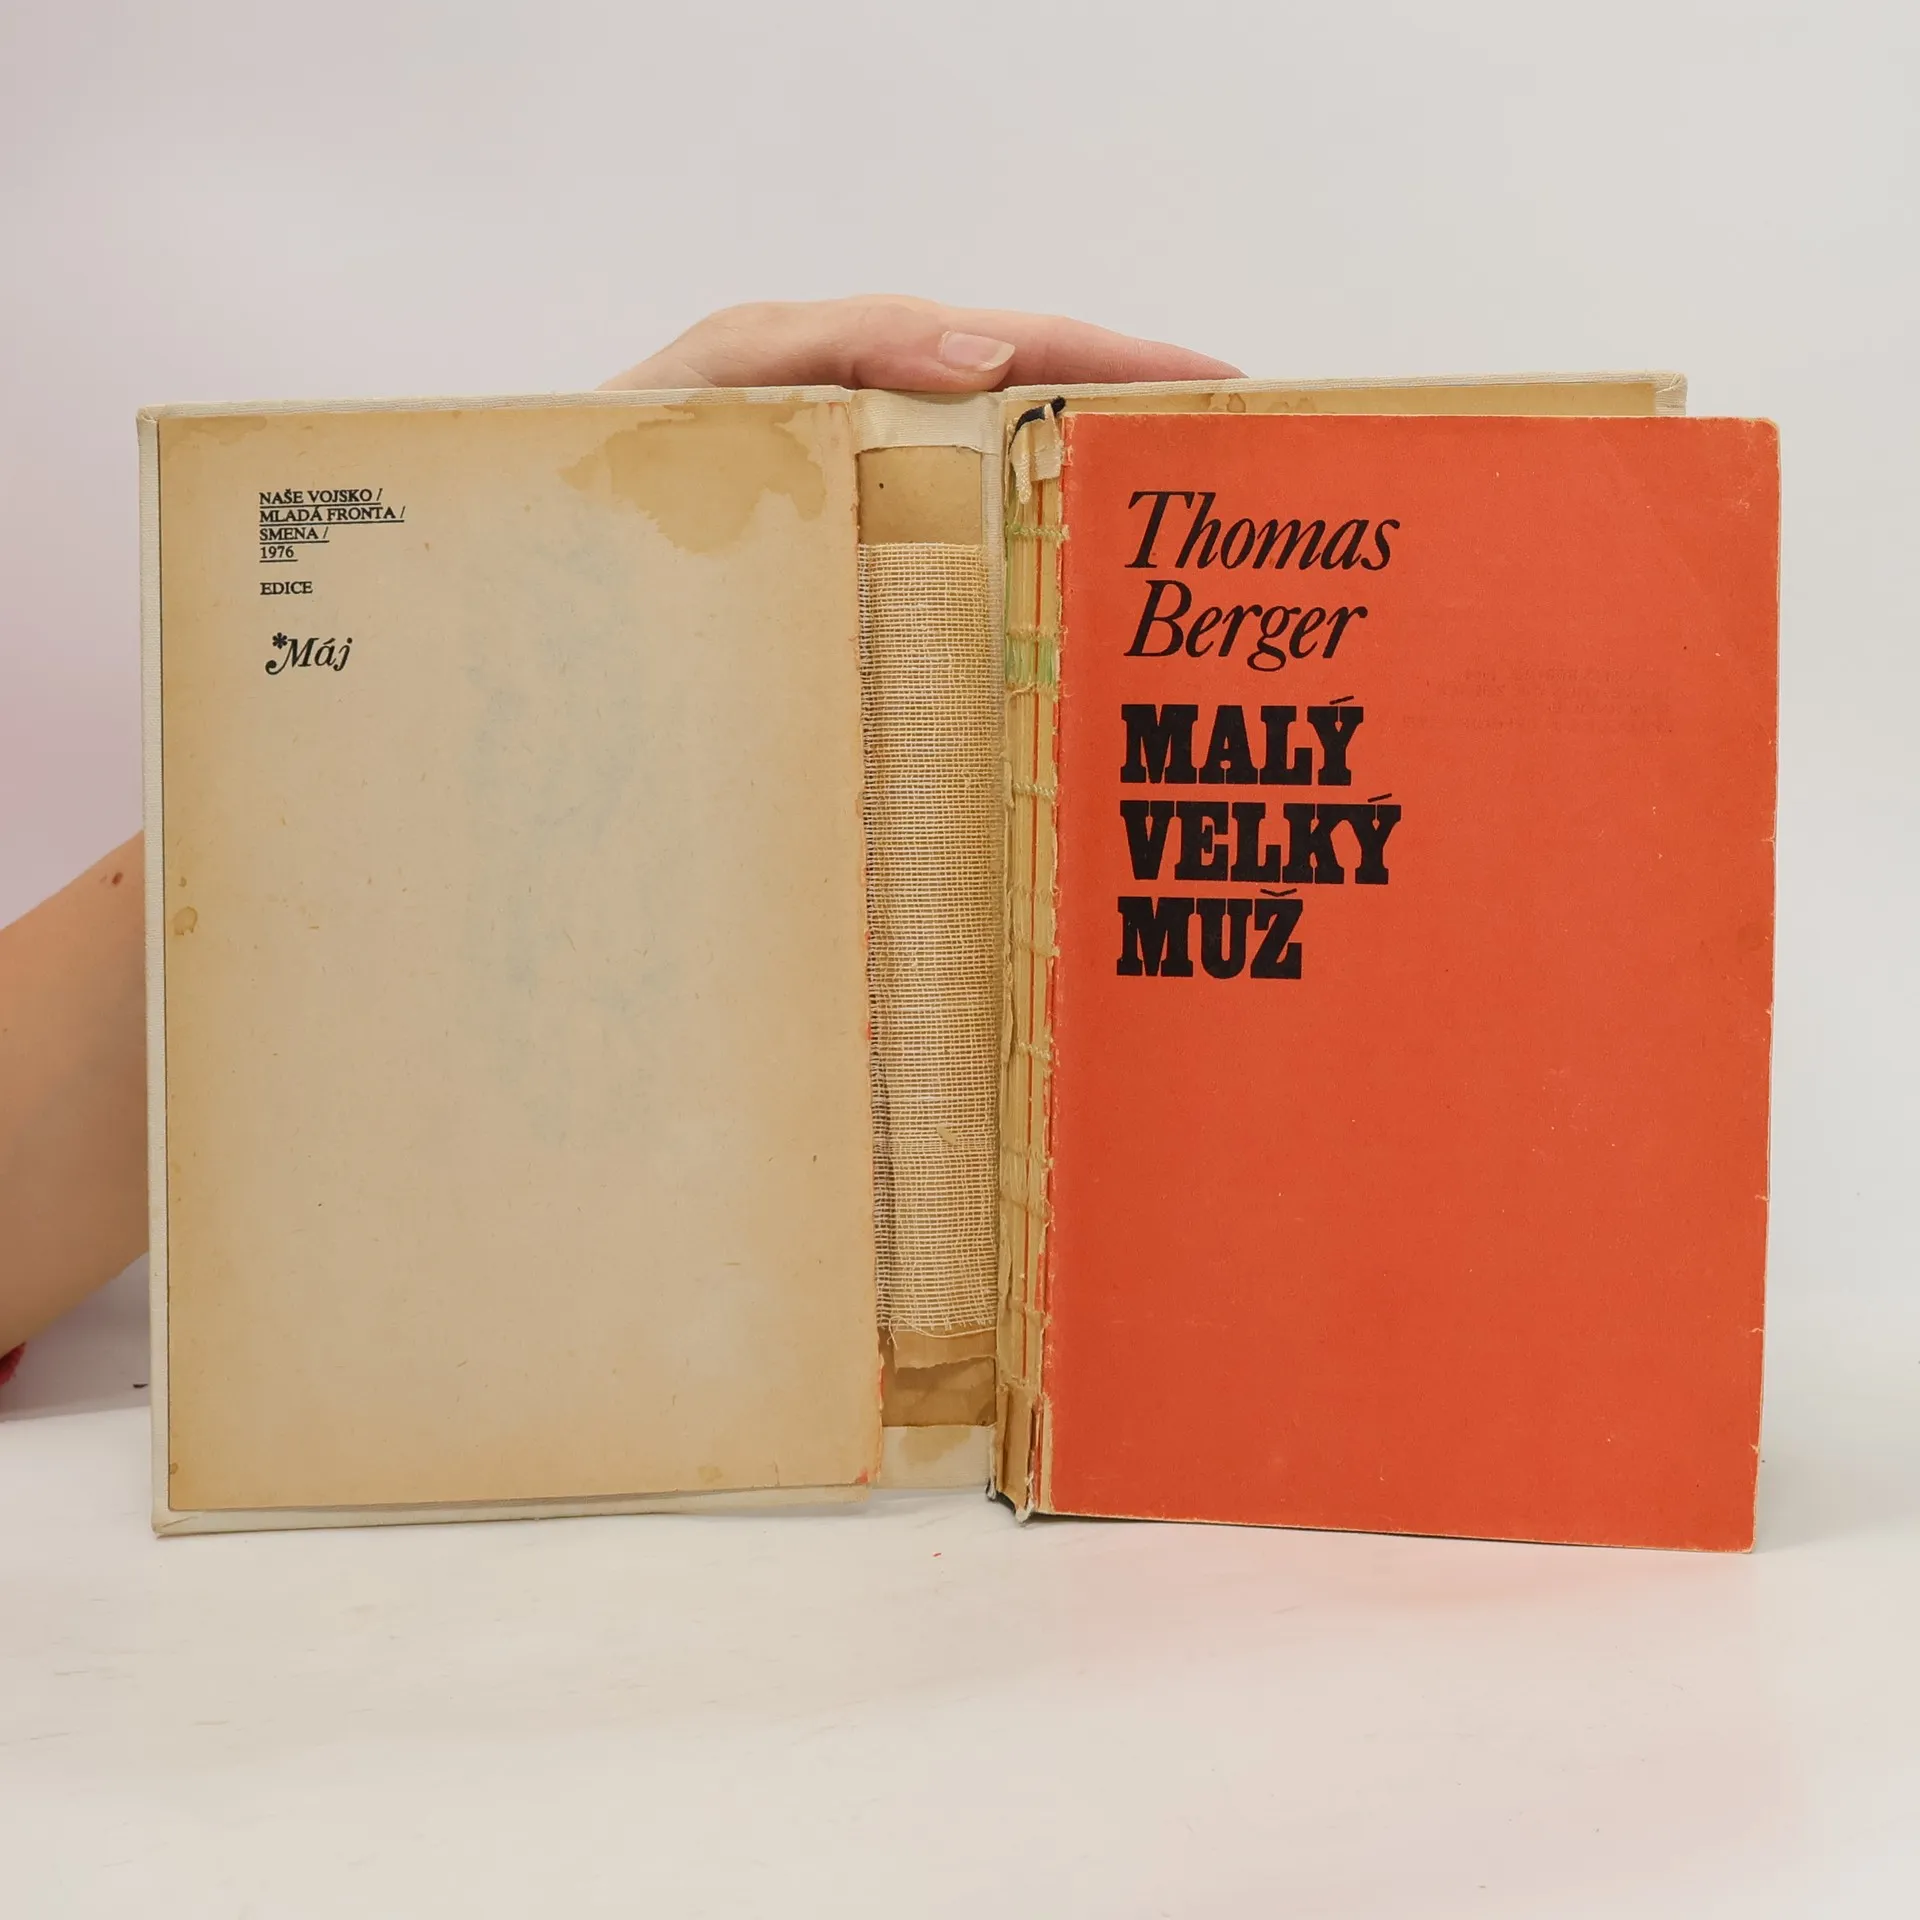 NAŠE VOJSKO /
MLADÁ FRONTA /
SMENA /
1976
EDICE
*Máj
Thomas
Berger
MALÝ
VELKÝ
MUŽ